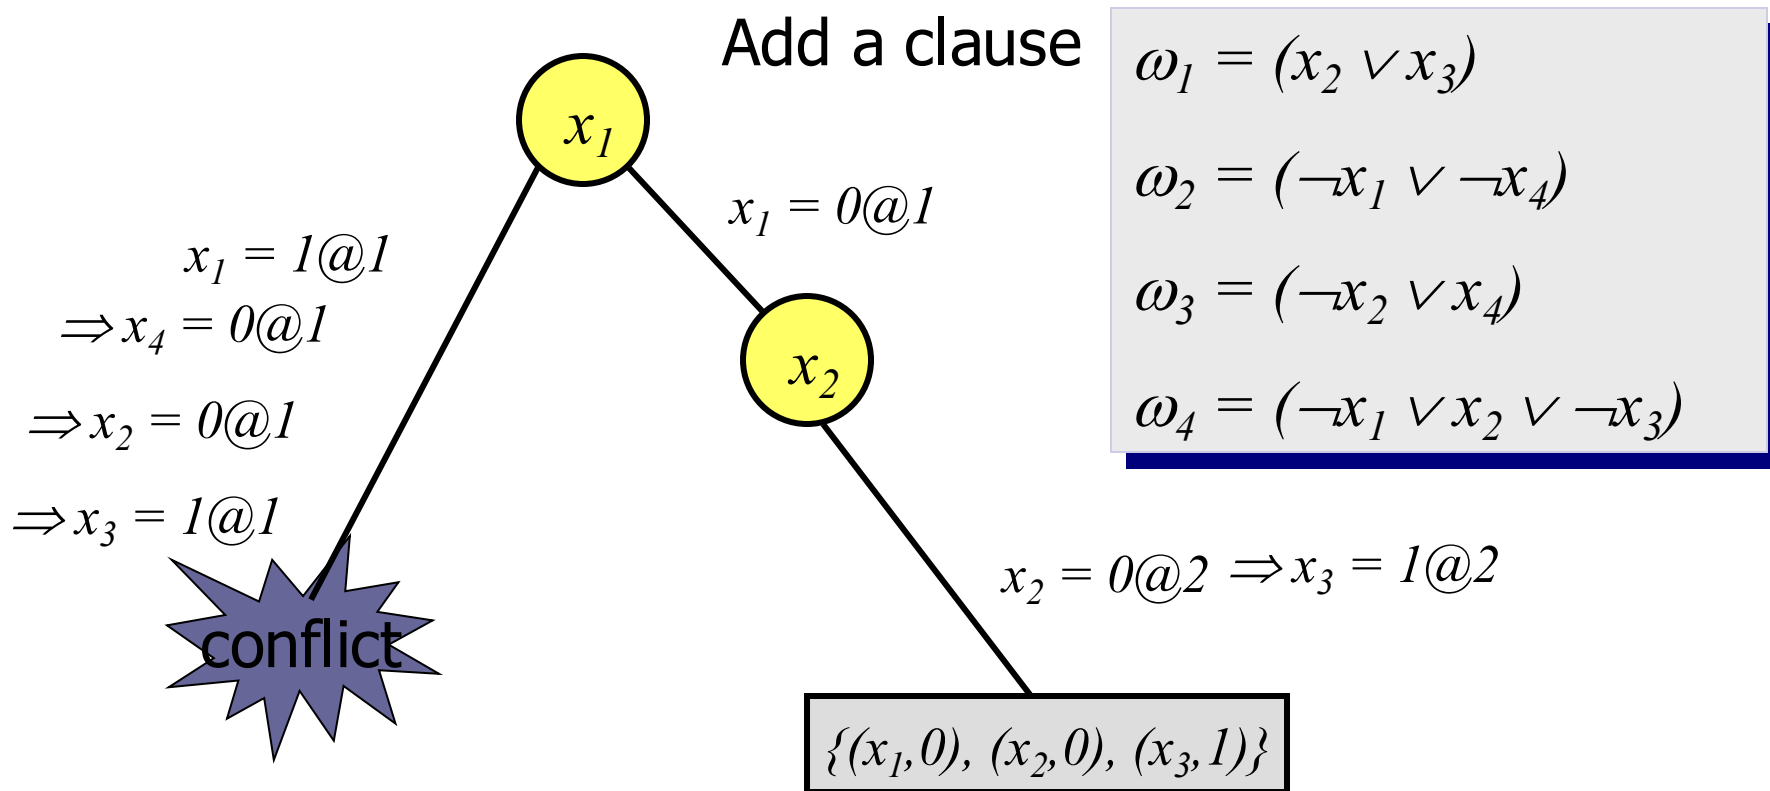 Add a clause
ω₁ = (x₂ ∨ x₃)
ω₂ = (¬x₁ ∨ ¬x₄)
ω₃ = (¬x₂ ∨ x₄)
ω₄ = (¬x₁ ∨ x₂ ∨ ¬x₃)
x₁
x₁ = 0@1
x₁ = 1@1
⇒ x₄ = 0@1
x₂
⇒ x₂ = 0@1
⇒ x₃ = 1@1
x₂ = 0@2 ⇒ x₃ = 1@2
conflict
{(x₁,0), (x₂,0), (x₃,1)}